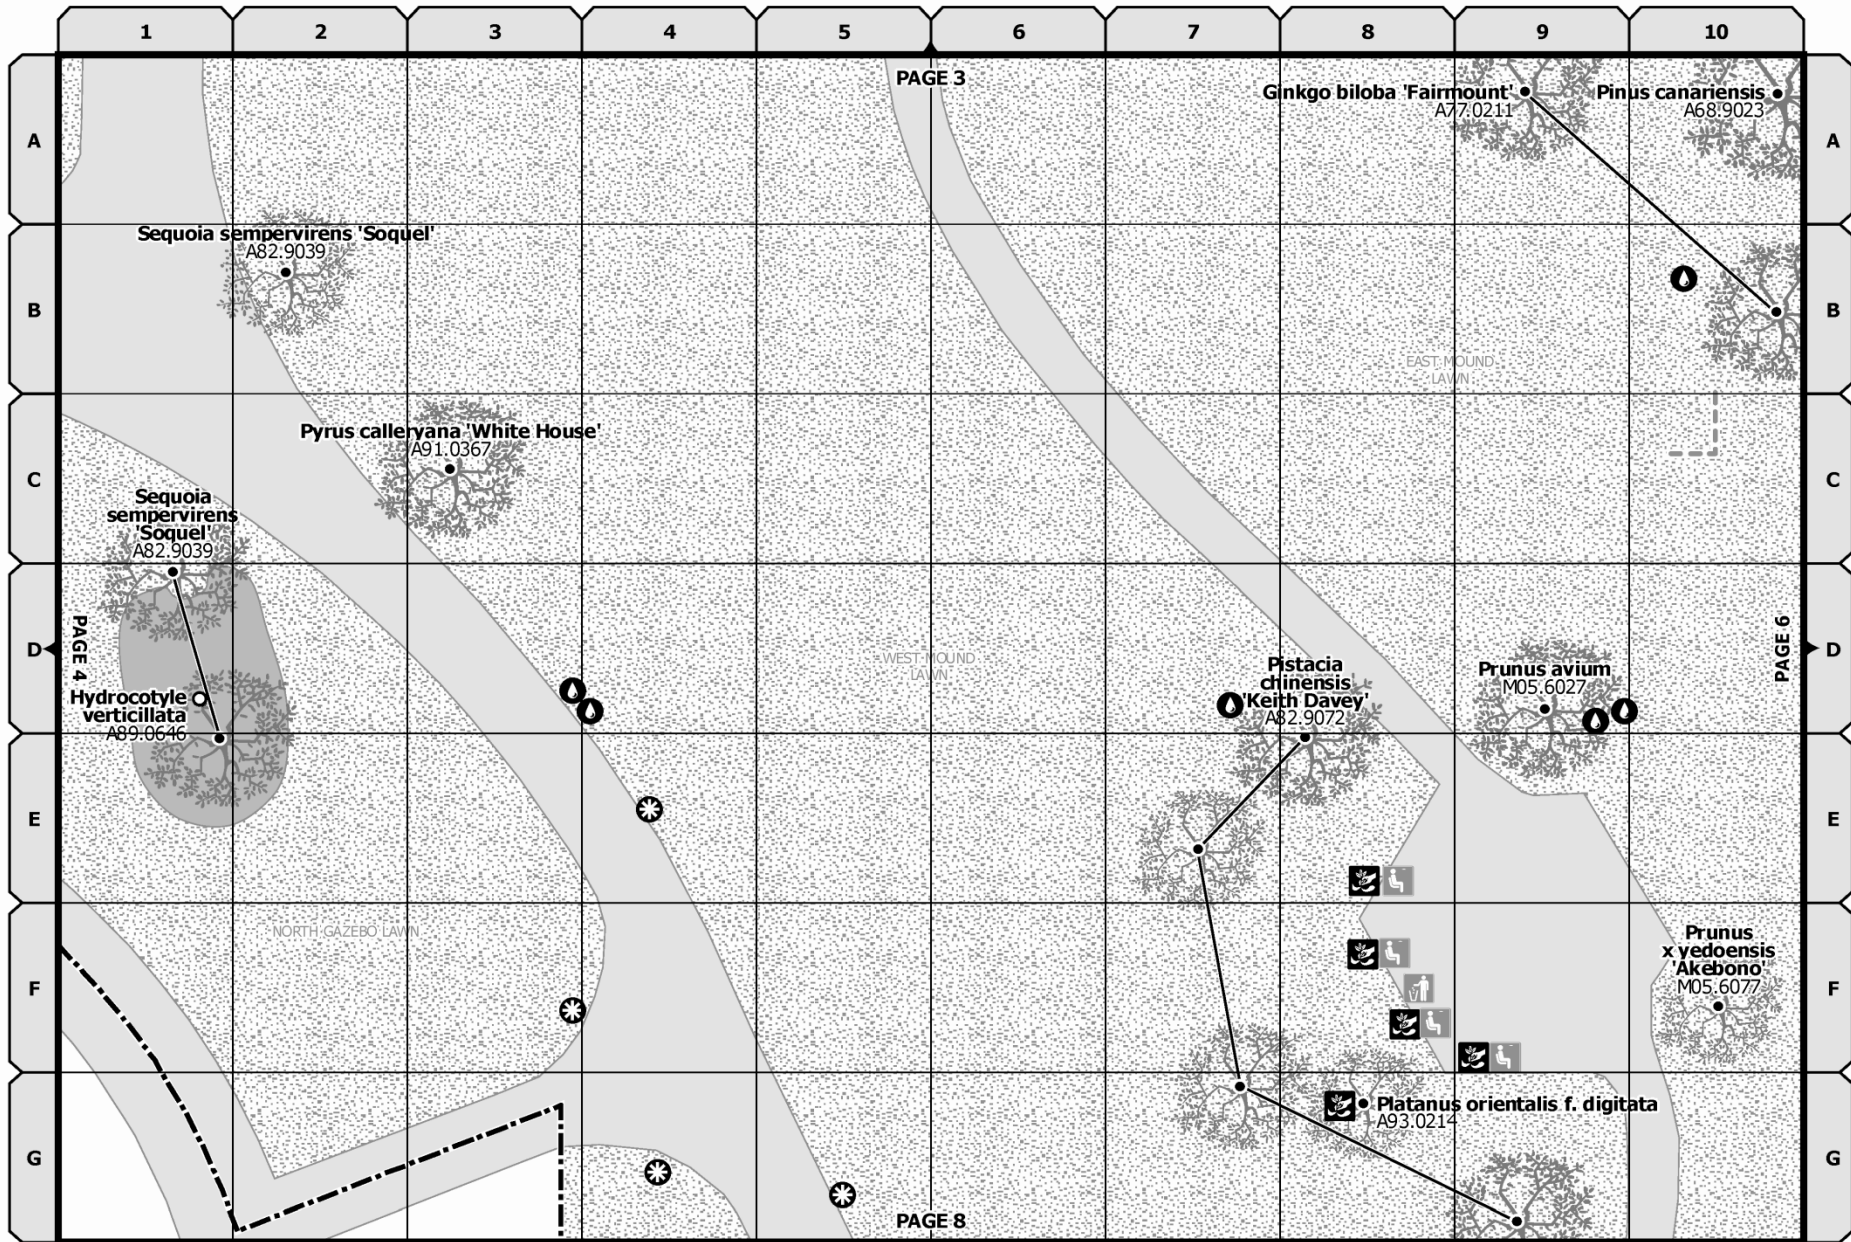 1 2 3 4 5 6 7 8 9 10
PAGE 3
A
A
Ginkgo biloba 'Fairmount'
A77.0211
Pinus canariensis
A68.9023
B
B
Sequoia sempervirens 'Soquel'
A82.9039
EAST MOUND
LAWN
C
C
Pyrus calleryana 'White House'
A91.0367
Sequoia
sempervirens
'Soquel'
A82.9039
D
D
PAGE 4
PAGE 6
WEST MOUND
LAWN
Pistacia
chinensis
'Keith Davey'
A82.9072
Prunus avium
M05.6027
Hydrocotyle
verticillata
A89.0646
E
E
F
F
NORTH GAZEBO LAWN
Prunus
x yedoensis
'Akebono'
M05.6077
G
G
Platanus orientalis f. digitata
A93.0214
PAGE 8